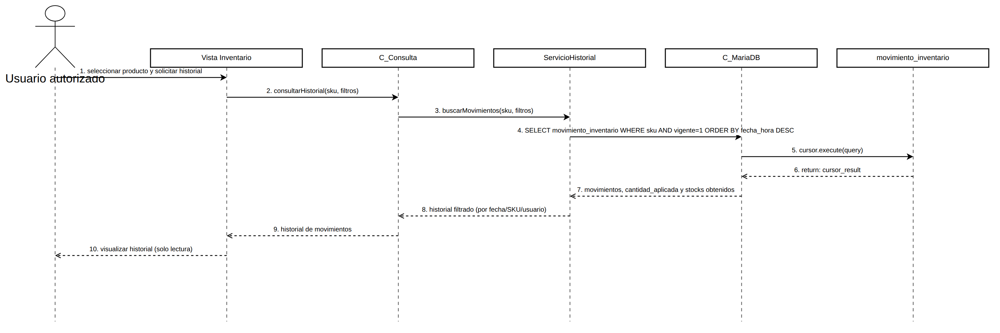 Vista Inventario
C_Consulta
ServicioHistorial
C_MariaDB
movimiento_inventario
1. seleccionar producto y solicitar historial
Usuario autorizado
2. consultarHistorial(sku, filtros)
3. buscarMovimientos(sku, filtros)
4. SELECT movimiento_inventario WHERE sku AND vigente=1 ORDER BY fecha_hora DESC
5. cursor.execute(query)
6. return: cursor_result
7. movimientos, cantidad_aplicada y stocks obtenidos
8. historial filtrado (por fecha/SKU/usuario)
9. historial de movimientos
10. visualizar historial (solo lectura)